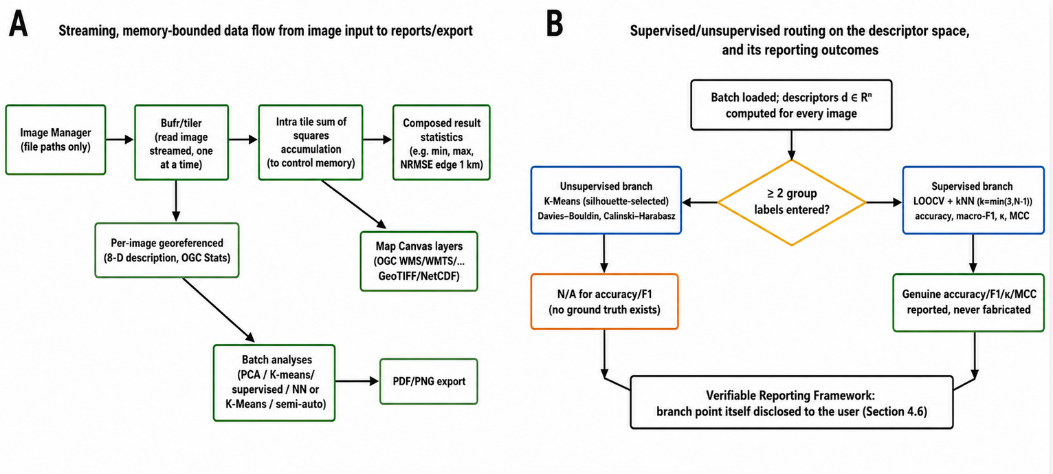 A
Streaming, memory-bounded data flow from image input to reports/export
Image Manager
(file paths only)
Bufr/tiler
(read image
streamed, one
at a time)
Intra tile sum of
squares
accumulation
(to control memory)
Composed result
statistics
(e.g. min, max,
NRMSE edge 1 km)
Per-image georeferenced
(8-D description, OGC Stats)
Map Canvas layers
(OGC WMS/WMTS/...
GeoTIFF/NetCDF)
Batch analyses
(PCA / K-means/
supervised / NN or
K-Means / semi-auto)
PDF/PNG export
B
Supervised/unsupervised routing on the descriptor space,
and its reporting outcomes
Batch loaded; descriptors d ∈ Rⁿ
computed for every image
≥ 2 group
labels entered?
Unsupervised branch
K-Means (silhouette-selected)
Davies–Bouldin, Calinski–Harabasz
Supervised branch
LOOCV + kNN (k=min(3,N-1))
accuracy, macro-F1, κ, MCC
N/A for accuracy/F1
(no ground truth exists)
Genuine accuracy/F1/κ/MCC
reported, never fabricated
Verifiable Reporting Framework:
branch point itself disclosed to the user (Section 4.6)